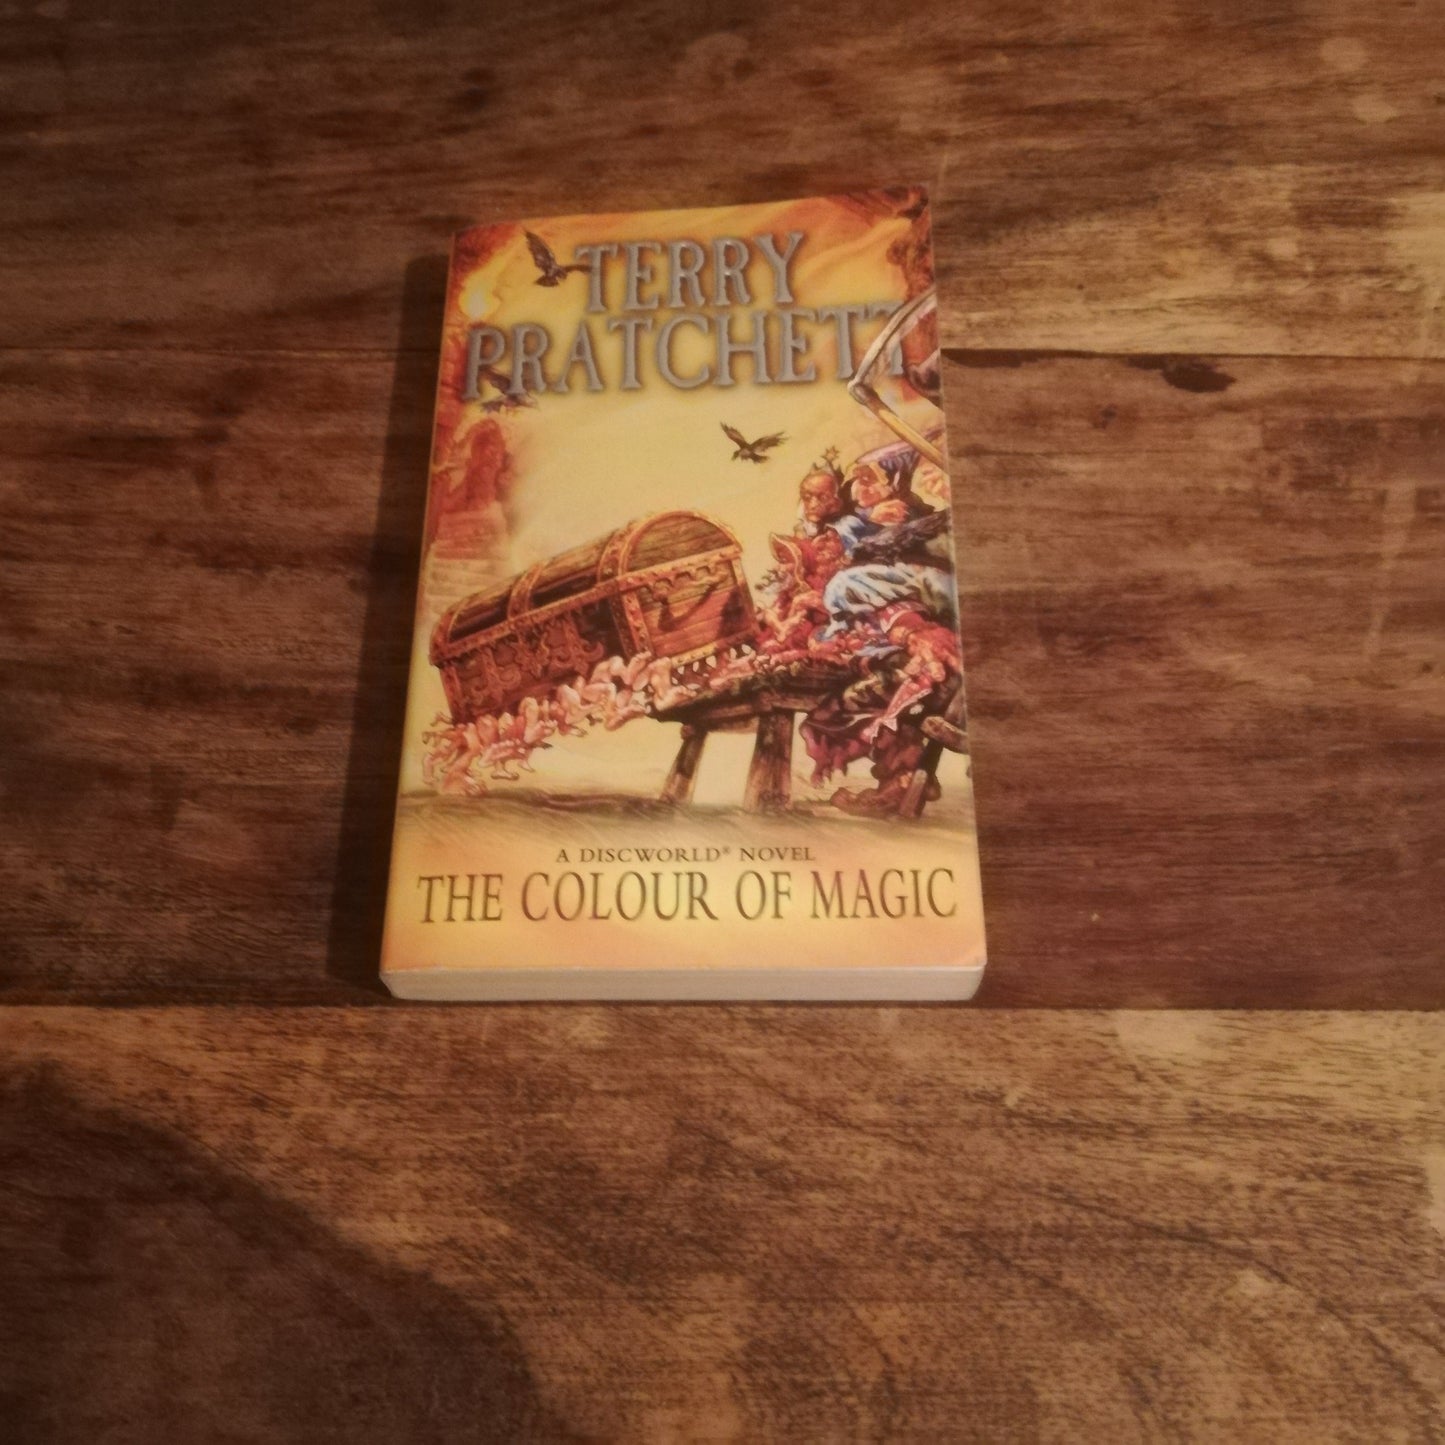 TERRY
PRATCHETT
A DISCWORLD® NOVEL
THE COLOUR OF MAGIC